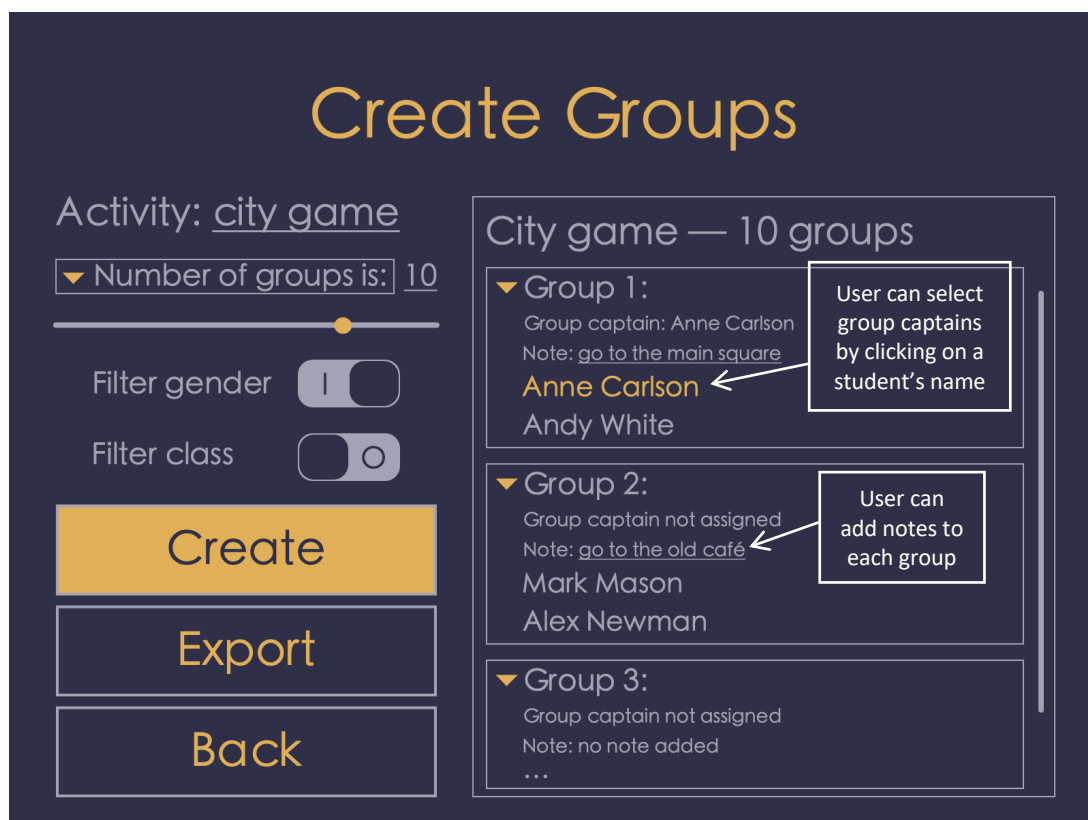 Create Groups
Activity: city game
Number of groups is: 10
Filter gender
Filter class
Create
Export
Back
City game — 10 groups
Group 1:
Group captain: Anne Carlson
Note: go to the main square
Anne Carlson
Andy White
User can select
group captains
by clicking on a
student’s name
Group 2:
Group captain not assigned
Note: go to the old café
Mark Mason
Alex Newman
User can
add notes to
each group
Group 3:
Group captain not assigned
Note: no note added
...